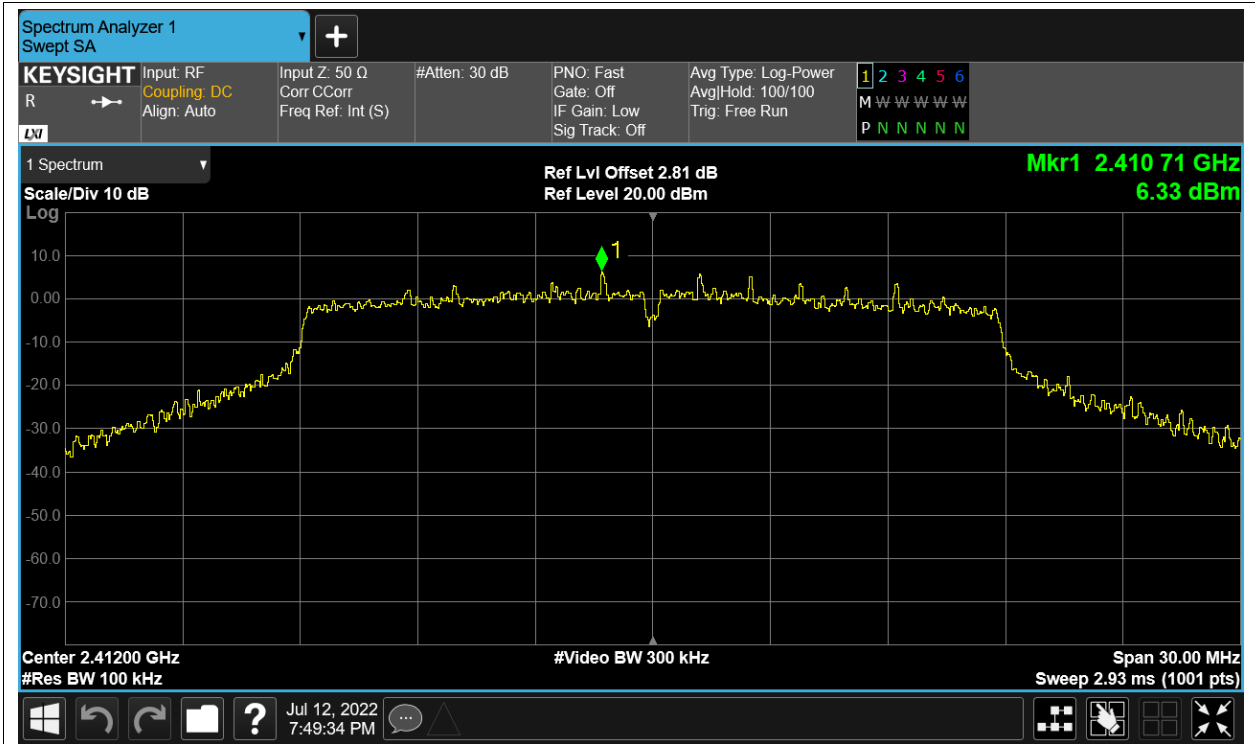 Spectrum Analyzer 1
Swept SA
+
KEYSIGHT
R
LXI
Input: RF
Coupling: DC
Align: Auto
Input Z: 50 Ω
Corr CCorr
Freq Ref: Int (S)
#Atten: 30 dB
PNO: Fast
Gate: Off
IF Gain: Low
Sig Track: Off
Avg Type: Log-Power
Avg|Hold: 100/100
Trig: Free Run
1 2 3 4 5 6
M W W W W W
P N N N N N
1 Spectrum
Scale/Div 10 dB
Log
Ref Lvl Offset 2.81 dB
Ref Level 20.00 dBm
Mkr1 2.410 71 GHz
6.33 dBm
1
10.0
0.00
-10.0
-20.0
-30.0
-40.0
-50.0
-60.0
-70.0
Center 2.41200 GHz
#Video BW 300 kHz
Span 30.00 MHz
#Res BW 100 kHz
Sweep 2.93 ms (1001 pts)
?
Jul 12, 2022
7:49:34 PM